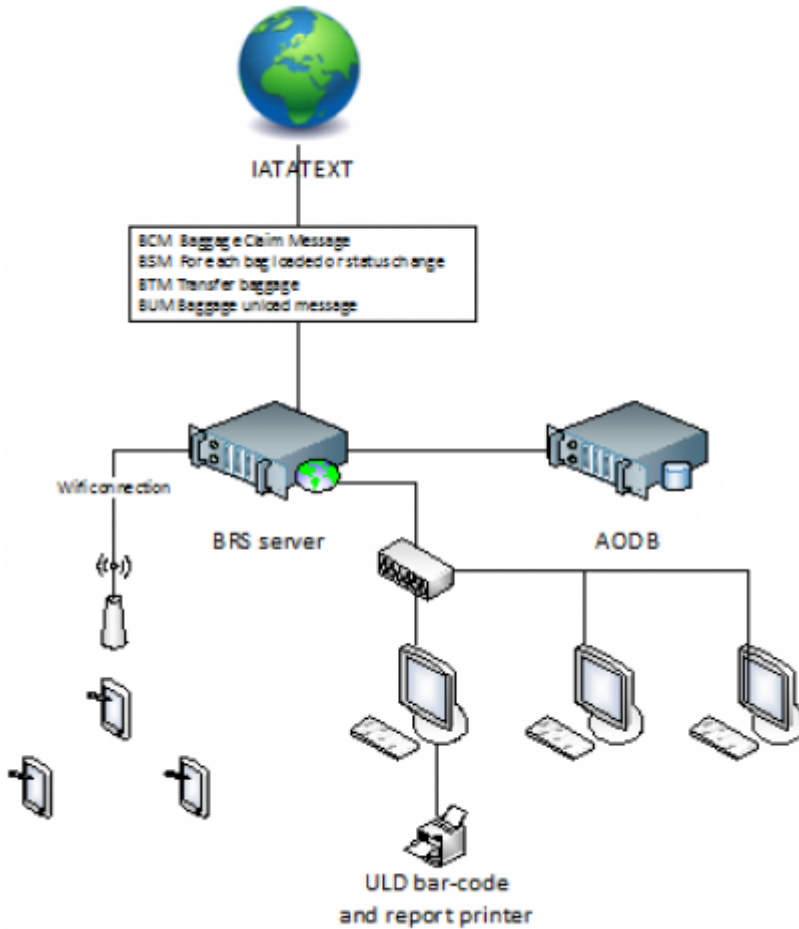 IATATEXT
BCM Baggage Claim Message
BSM For each bag loaded or status change
BTM Transfer baggage
BUM Baggage unload message
Wifi connection
BRS server
AODB
ULD bar-code
and report printer